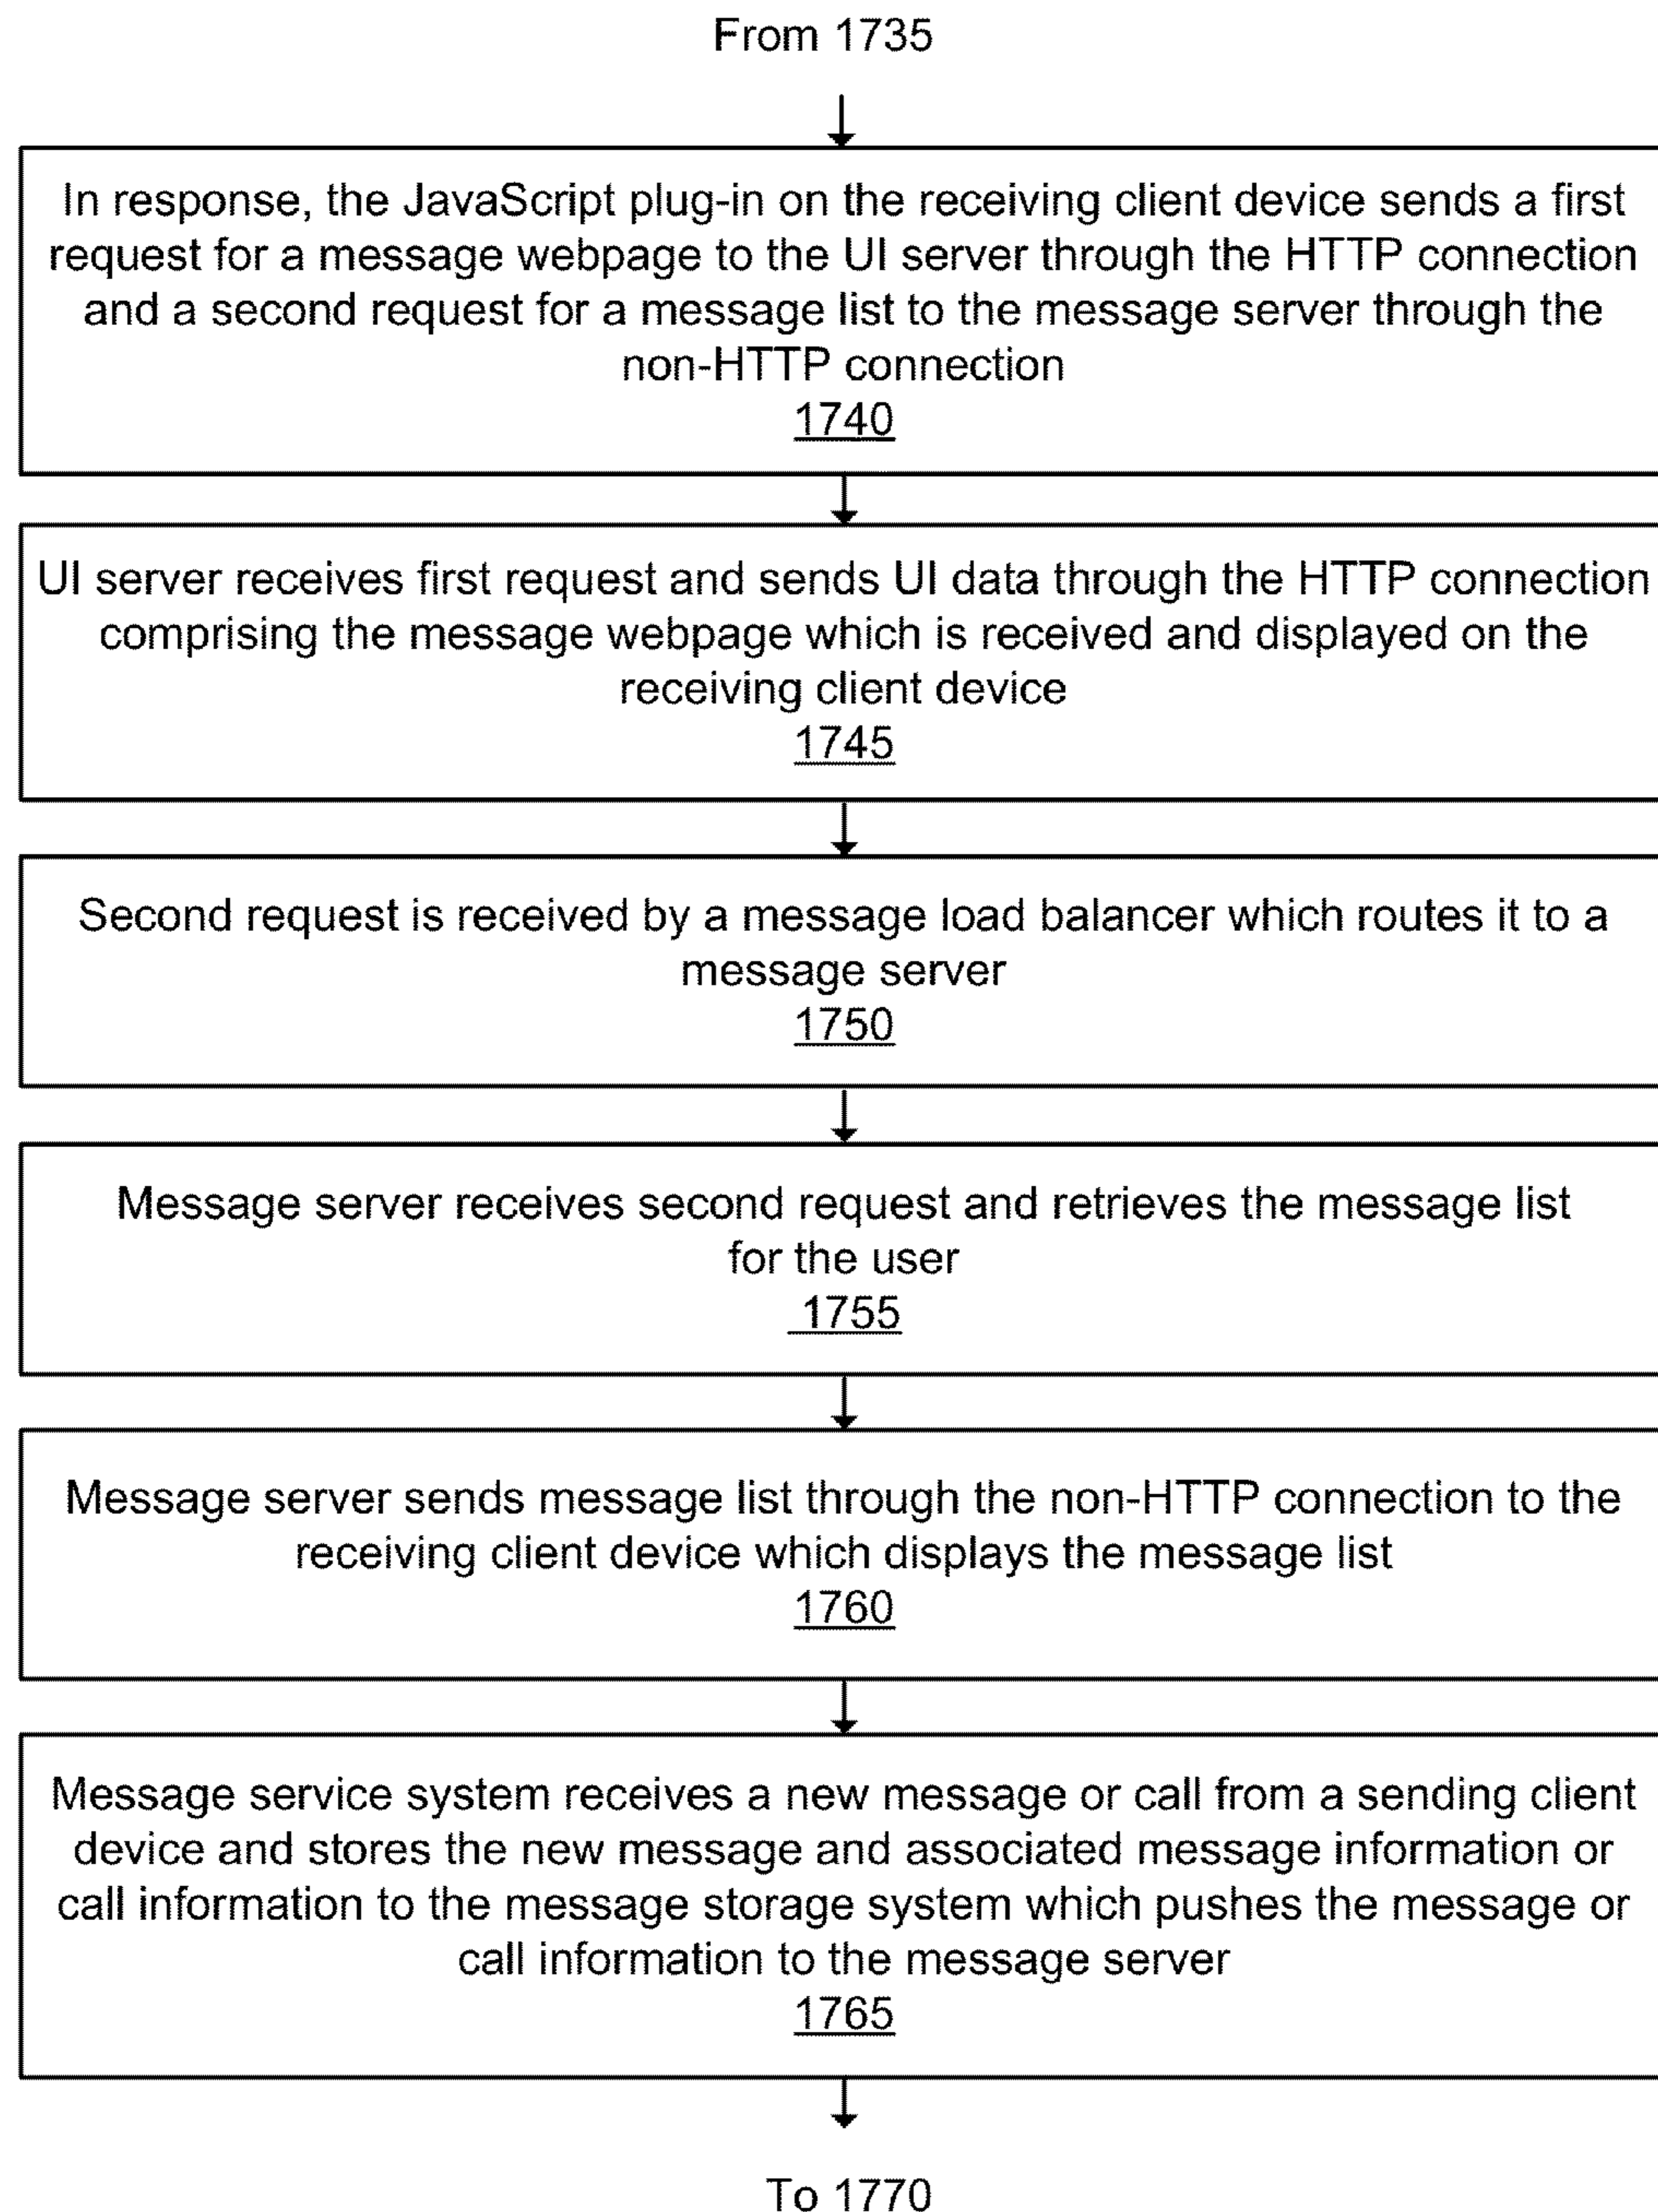 From 1735
In response, the JavaScript plug-in on the receiving client device sends a first
request for a message webpage to the UI server through the HTTP connection
and a second request for a message list to the message server through the
non-HTTP connection
1740
UI server receives first request and sends UI data through the HTTP connection
comprising the message webpage which is received and displayed on the
receiving client device
1745
Second request is received by a message load balancer which routes it to a
message server
1750
Message server receives second request and retrieves the message list
for the user
1755
Message server sends message list through the non-HTTP connection to the
receiving client device which displays the message list
1760
Message service system receives a new message or call from a sending client
device and stores the new message and associated message information or
call information to the message storage system which pushes the message or
call information to the message server
1765
To 1770